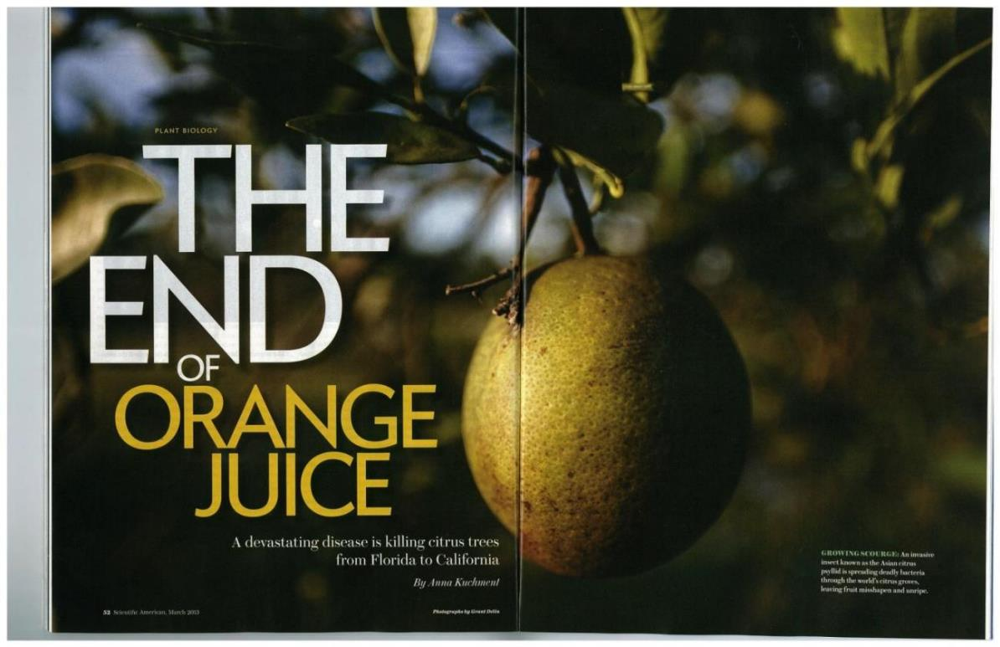 PLANT BIOLOGY
THE
END
OF
ORANGE
JUICE
A devastating disease is killing citrus trees
from Florida to California
By Anna Kuchment
52 Scientific American, March 2013
Photographs by Grant Delin
GROWING SCOURGE: An invasive
insect known as the Asian citrus
psyllid is spreading deadly bacteria
through the world's citrus groves,
leaving fruit misshapen and unripe.